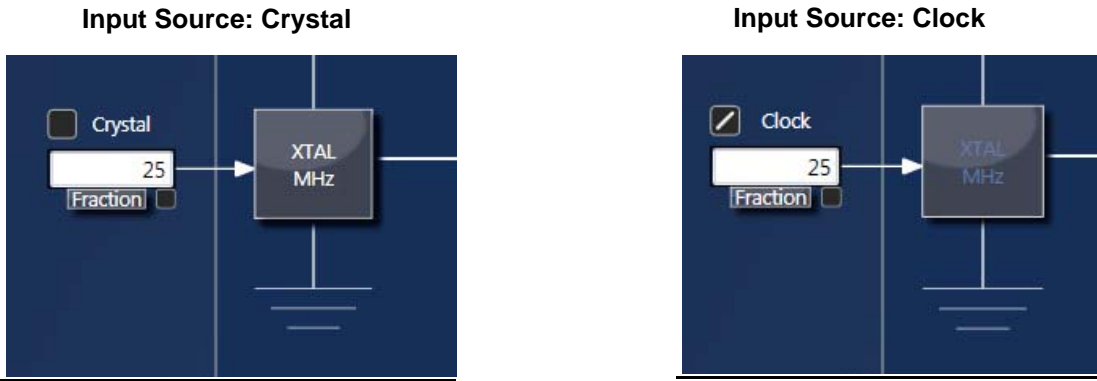 Input Source: Crystal
Crystal
25
Fraction
XTAL
MHz
Input Source: Clock
Clock
25
Fraction
XTAL
MHz